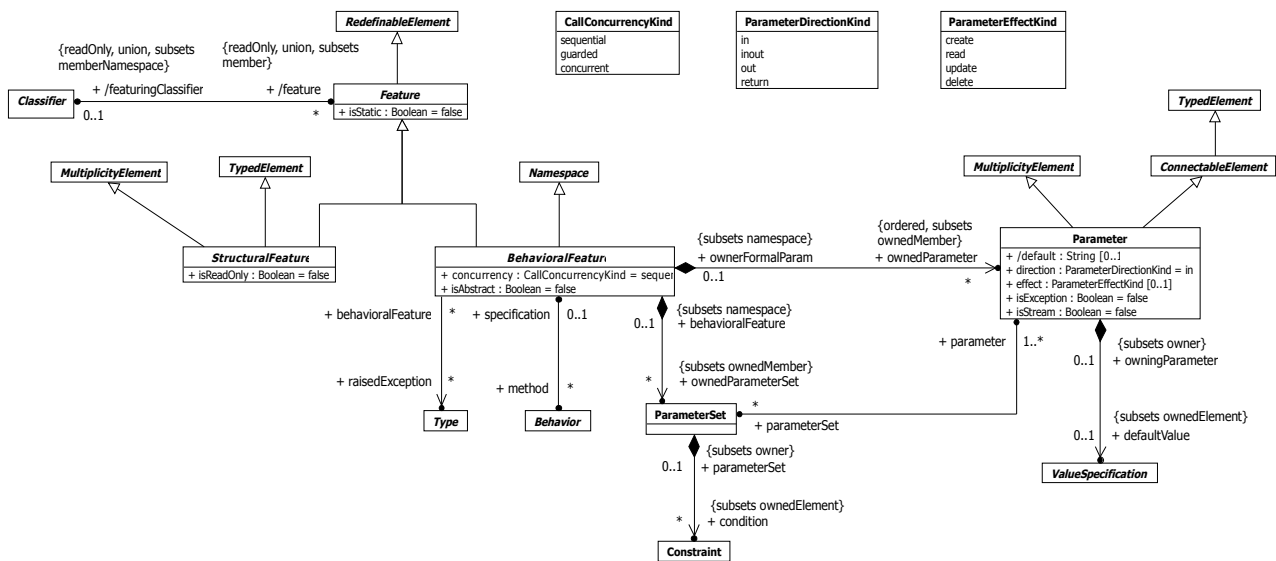 RedefinableElement
CallConcurrencyKind
sequential
guarded
concurrent
ParameterDirectionKind
in
inout
out
return
ParameterEffectKind
create
read
update
delete
{readOnly, union, subsets
memberNamespace}
+ /featuringClassifier
{readOnly, union, subsets
member}
+ /feature
Classifier
0..1
*
Feature
+ isStatic : Boolean = false
TypedElement
MultiplicityElement
TypedElement
Namespace
MultiplicityElement
ConnectableElement
StructuralFeature
+ isReadOnly : Boolean = false
BehavioralFeature
+ concurrency : CallConcurrencyKind = sequer
+ isAbstract : Boolean = false
{subsets namespace}
+ ownerFormalParam
0..1
{ordered, subsets
ownedMember}
+ ownedParameter
*
Parameter
+ /default : String [0..1
+ direction : ParameterDirectionKind = in
+ effect : ParameterEffectKind [0..1]
+ isException : Boolean = false
+ isStream : Boolean = false
+ behavioralFeature
*
+ specification
0..1
0..1
{subsets namespace}
+ behavioralFeature
+ parameter
1..*
0..1
{subsets owner}
+ owningParameter
+ raisedException
*
+ method
*
*
{subsets ownedMember}
+ ownedParameterSet
Type
Behavior
ParameterSet
*
+ parameterSet
{subsets ownedElement}
0..1
+ defaultValue
ValueSpecification
{subsets owner}
0..1
+ parameterSet
{subsets ownedElement}
*
+ condition
Constraint